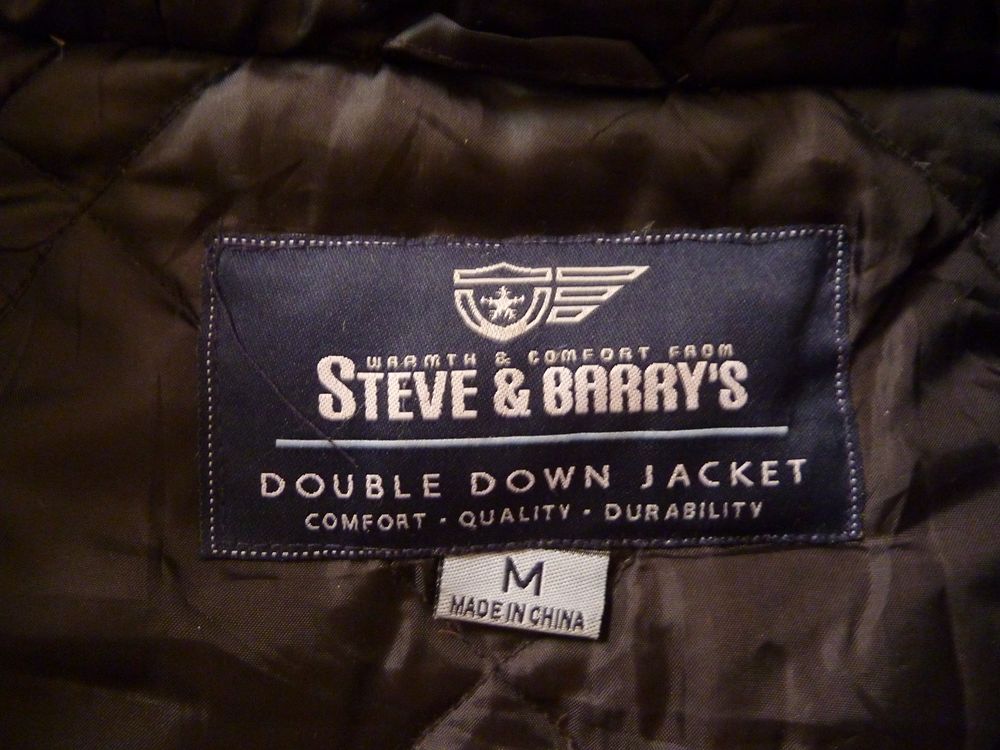 WARMTH & COMFORT FROM
STEVE & BARRY'S
DOUBLE DOWN JACKET
COMFORT · QUALITY · DURABILITY
M
MADE IN CHINA